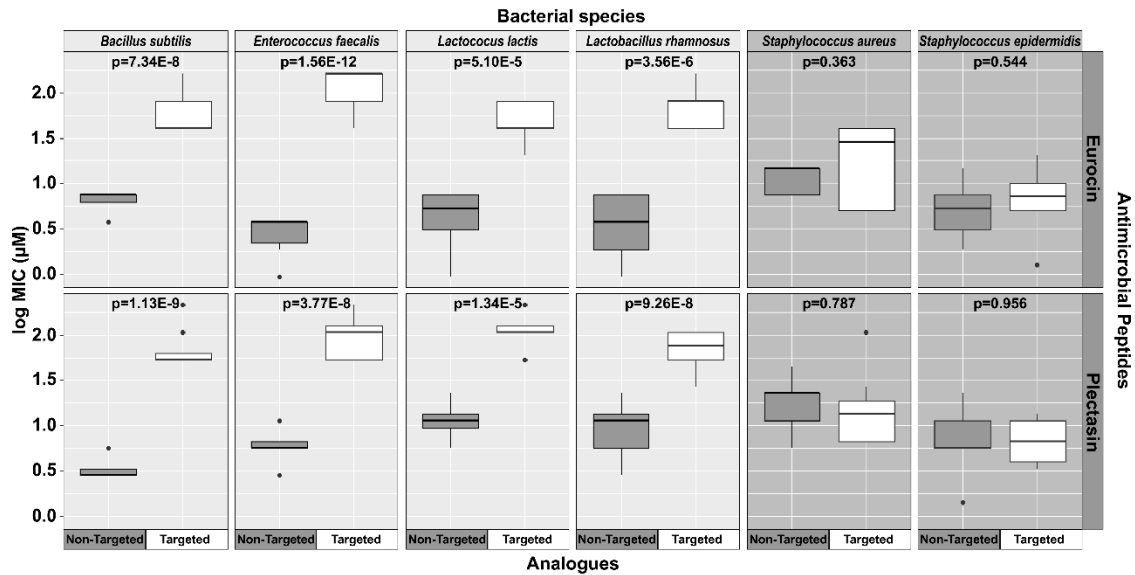 Bacterial species
Bacillus subtilis Enterococcus faecalis Lactococus lactis Lactobacillus rhamnosus Staphylococcus aureus Staphylococcus epidermidis
p=7.34E-8 p=1.56E-12 p=5.10E-5 p=3.56E-6 p=0.363 p=0.544
2.0
1.5
1.0
0.5
0.0
Eurocin
log MIC (µM)
Antimicrobial Peptides
p=1.13E-9 p=3.77E-8 p=1.34E-5 p=9.26E-8 p=0.787 p=0.956
2.0
1.5
1.0
0.5
0.0
Plectasin
Non-Targeted Targeted Non-Targeted Targeted Non-Targeted Targeted Non-Targeted Targeted Non-Targeted Targeted Non-Targeted Targeted
Analogues